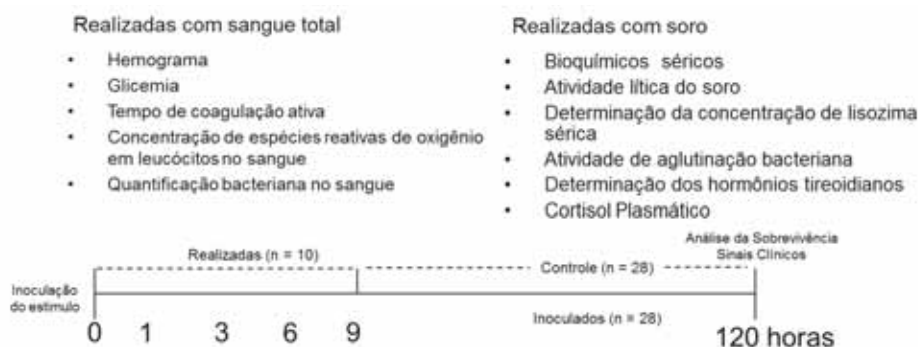 Realizadas com sangue total
• Hemograma
• Glicemia
• Tempo de coagulação ativa
• Concentração de espécies reativas de oxigênio
em leucócitos no sangue
• Quantificação bacteriana no sangue
Realizadas com soro
• Bioquímicos séricos
• Atividade lítica do soro
• Determinação da concentração de lisozima
sérica
• Atividade de aglutinação bacteriana
• Determinação dos hormônios tireoidianos
• Cortisol Plasmático
Análise da Sobrevivência
Sinais Clínicos
Realizadas (n = 10)
Controle (n = 28)
Inoculação
do estimulo
Inoculados (n = 28)
0 1 3 6 9 120 horas